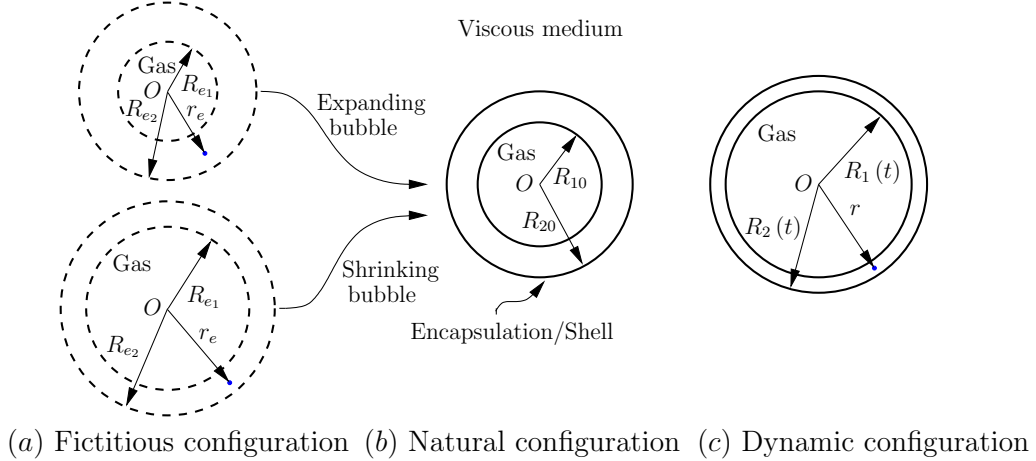 Gas
O
R_{e_1}
R_{e_2}
r_e
Gas
O
R_{e_1}
r_e
R_{e_2}
Expanding
bubble
Shrinking
bubble
Viscous medium
Gas
O
R_{10}
R_{20}
Encapsulation/Shell
Gas
O
R_1 (t)
r
R_2 (t)
(a) Fictitious configuration
(b) Natural configuration
(c) Dynamic configuration